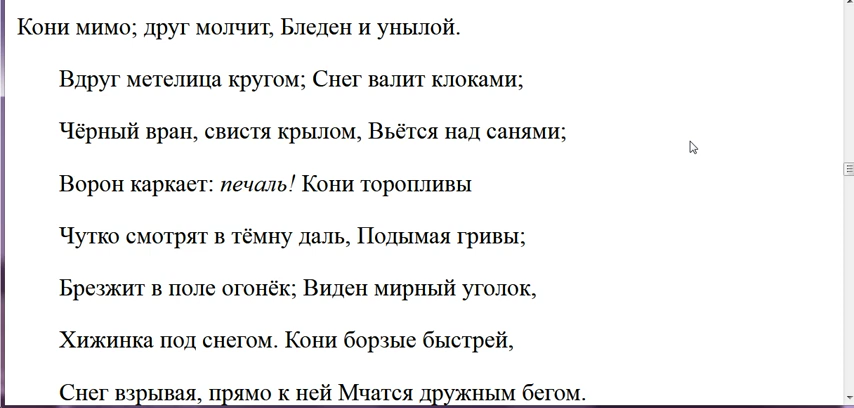 Кони мимо; друг молчит, Бледен и унылой.
Вдруг метелица кругом; Снег валит клоками;
Чёрный вран, свистя крылом, Вьётся над санями;
Ворон каркает: печаль! Кони торопливы
Чутко смотрят в тёмну даль, Подымая гривы;
Брезжит в поле огонёк; Виден мирный уголок,
Хижинка под снегом. Кони борзые быстрей,
Снег взрывая, прямо к ней Мчатся дружным бегом.